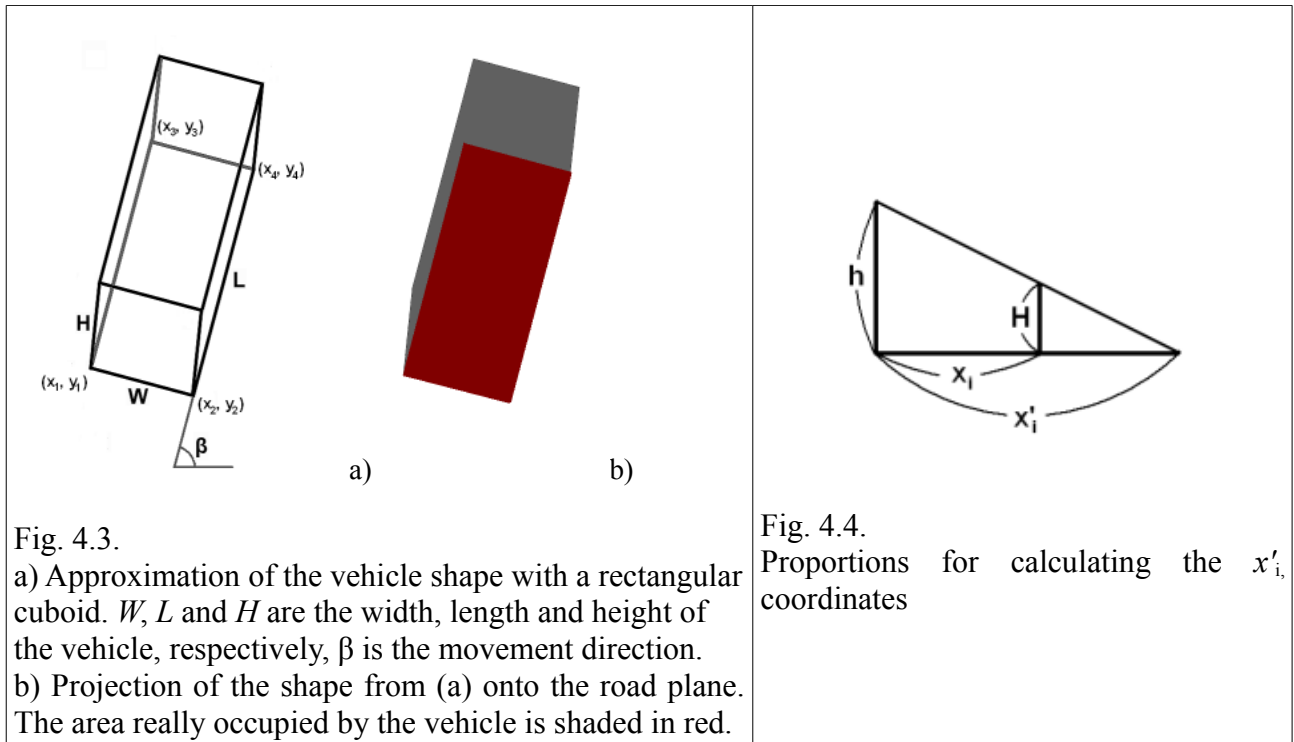 (x₃, y₃)
(x₄, y₄)
L
H
(x₁, y₁)
W
(x₂, y₂)
β
a)
b)
Fig. 4.3.
a) Approximation of the vehicle shape with a rectangular
cuboid. W, L and H are the width, length and height of
the vehicle, respectively, β is the movement direction.
b) Projection of the shape from (a) onto the road plane.
The area really occupied by the vehicle is shaded in red.
h
H
xᵢ
x'ᵢ
Fig. 4.4.
Proportions for calculating the x'ᵢ,
coordinates